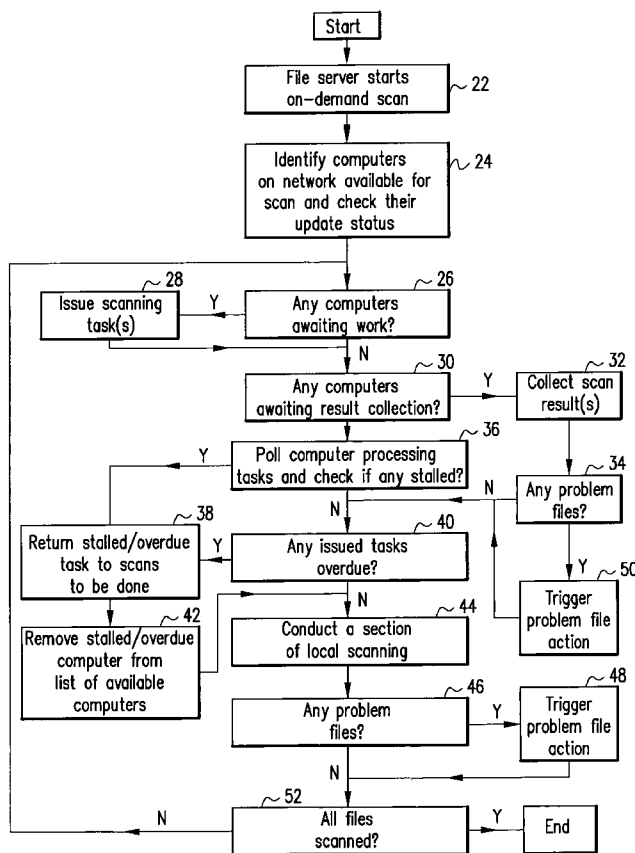 Start
File server starts
on-demand scan
22
Identify computers
on network available for
scan and check their
update status
24
28
Issue scanning
task(s)
Y
26
Any computers
awaiting work?
N
30
Any computers
awaiting result collection?
Y
32
Collect scan
result(s)
36
Poll computer processing
tasks and check if any stalled?
Y
N
34
Any problem
files?
N
Y
38
Return stalled/overdue
task to scans
to be done
Y
40
Any issued tasks
overdue?
N
50
Trigger
problem file
action
42
Remove stalled/overdue
computer from
list of available
computers
44
Conduct a section
of local scanning
46
Any problem
files?
Y
N
48
Trigger
problem file
action
52
All files
scanned?
N
Y
End